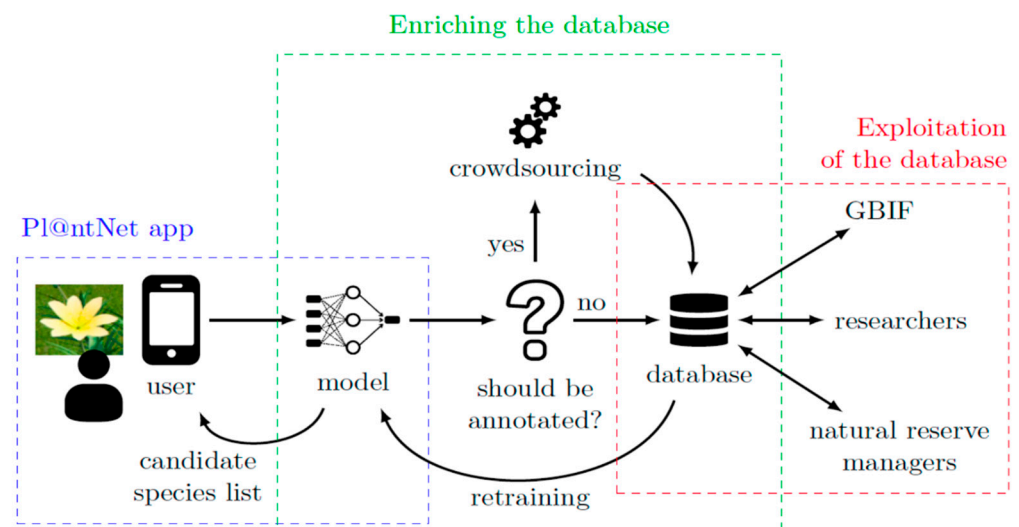 Enriching the database
Exploitation
of the database
crowdsourcing
GBIF
Pl@ntNet app
yes
no
researchers
user
model
should be
annotated?
database
natural reserve
managers
candidate
species list
retraining